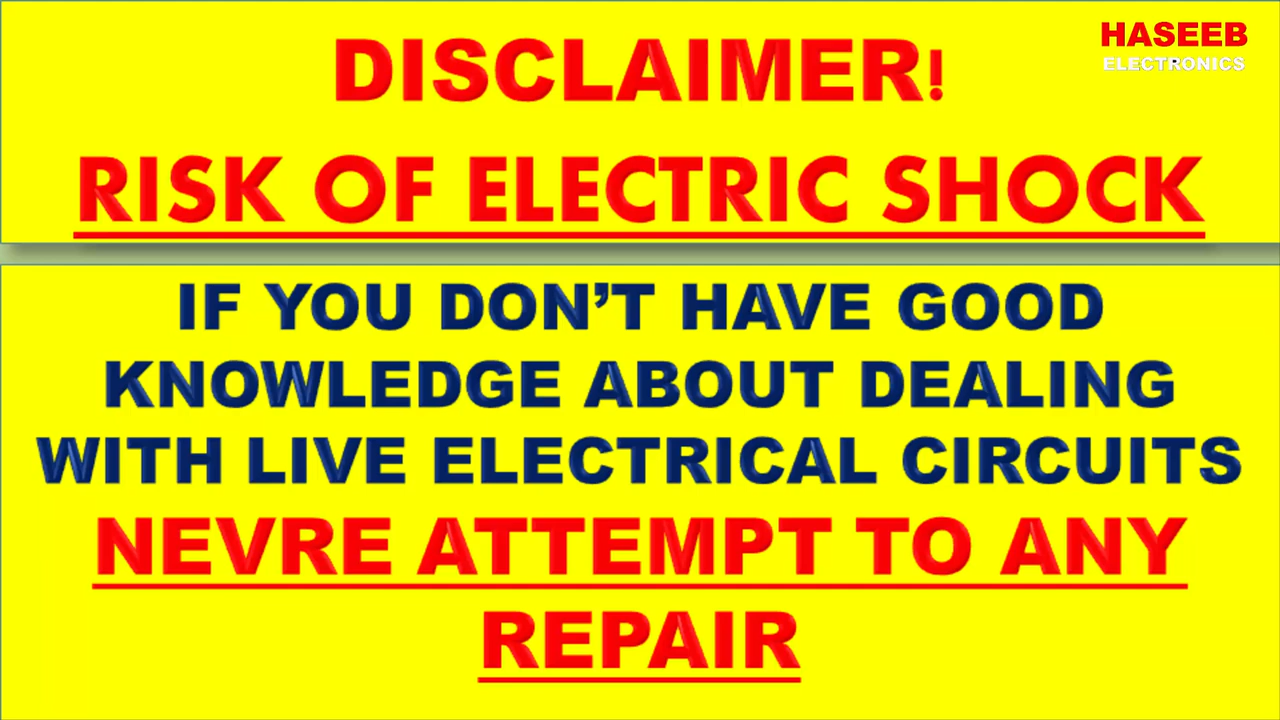 HASEEB
ELECTRONICS
DISCLAIMER!
RISK OF ELECTRIC SHOCK
IF YOU DON’T HAVE GOOD
KNOWLEDGE ABOUT DEALING
WITH LIVE ELECTRICAL CIRCUITS
NEVRE ATTEMPT TO ANY
REPAIR